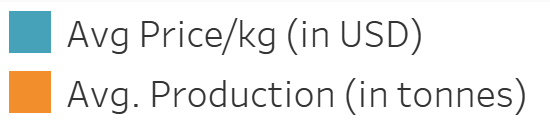 Avg Price/kg (in USD)
Avg. Production (in tonnes)